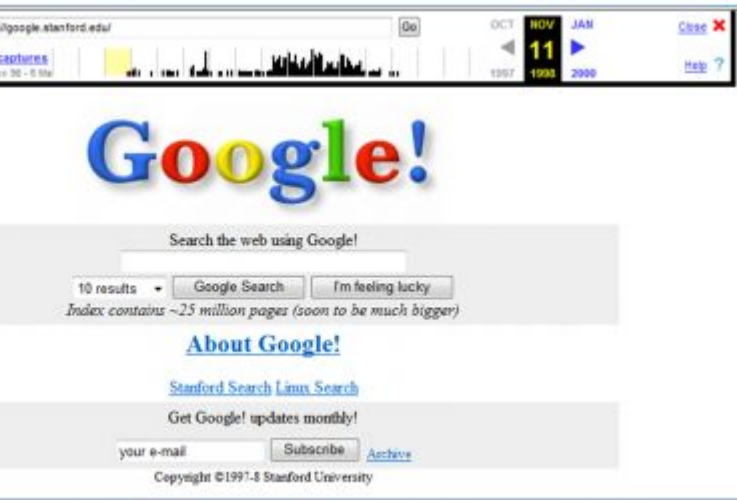 //google.stanford.edu/ Go OCT NOV JAN Close
captures 11
1997 1998 2000 Help ?
Google!
Search the web using Google!
10 results Google Search I'm feeling lucky
Index contains ~25 million pages (soon to be much bigger)
About Google!
Stanford Search Linux Search
Get Google! updates monthly!
your e-mail Subscribe Archive
Copyright ©1997-8 Stanford University